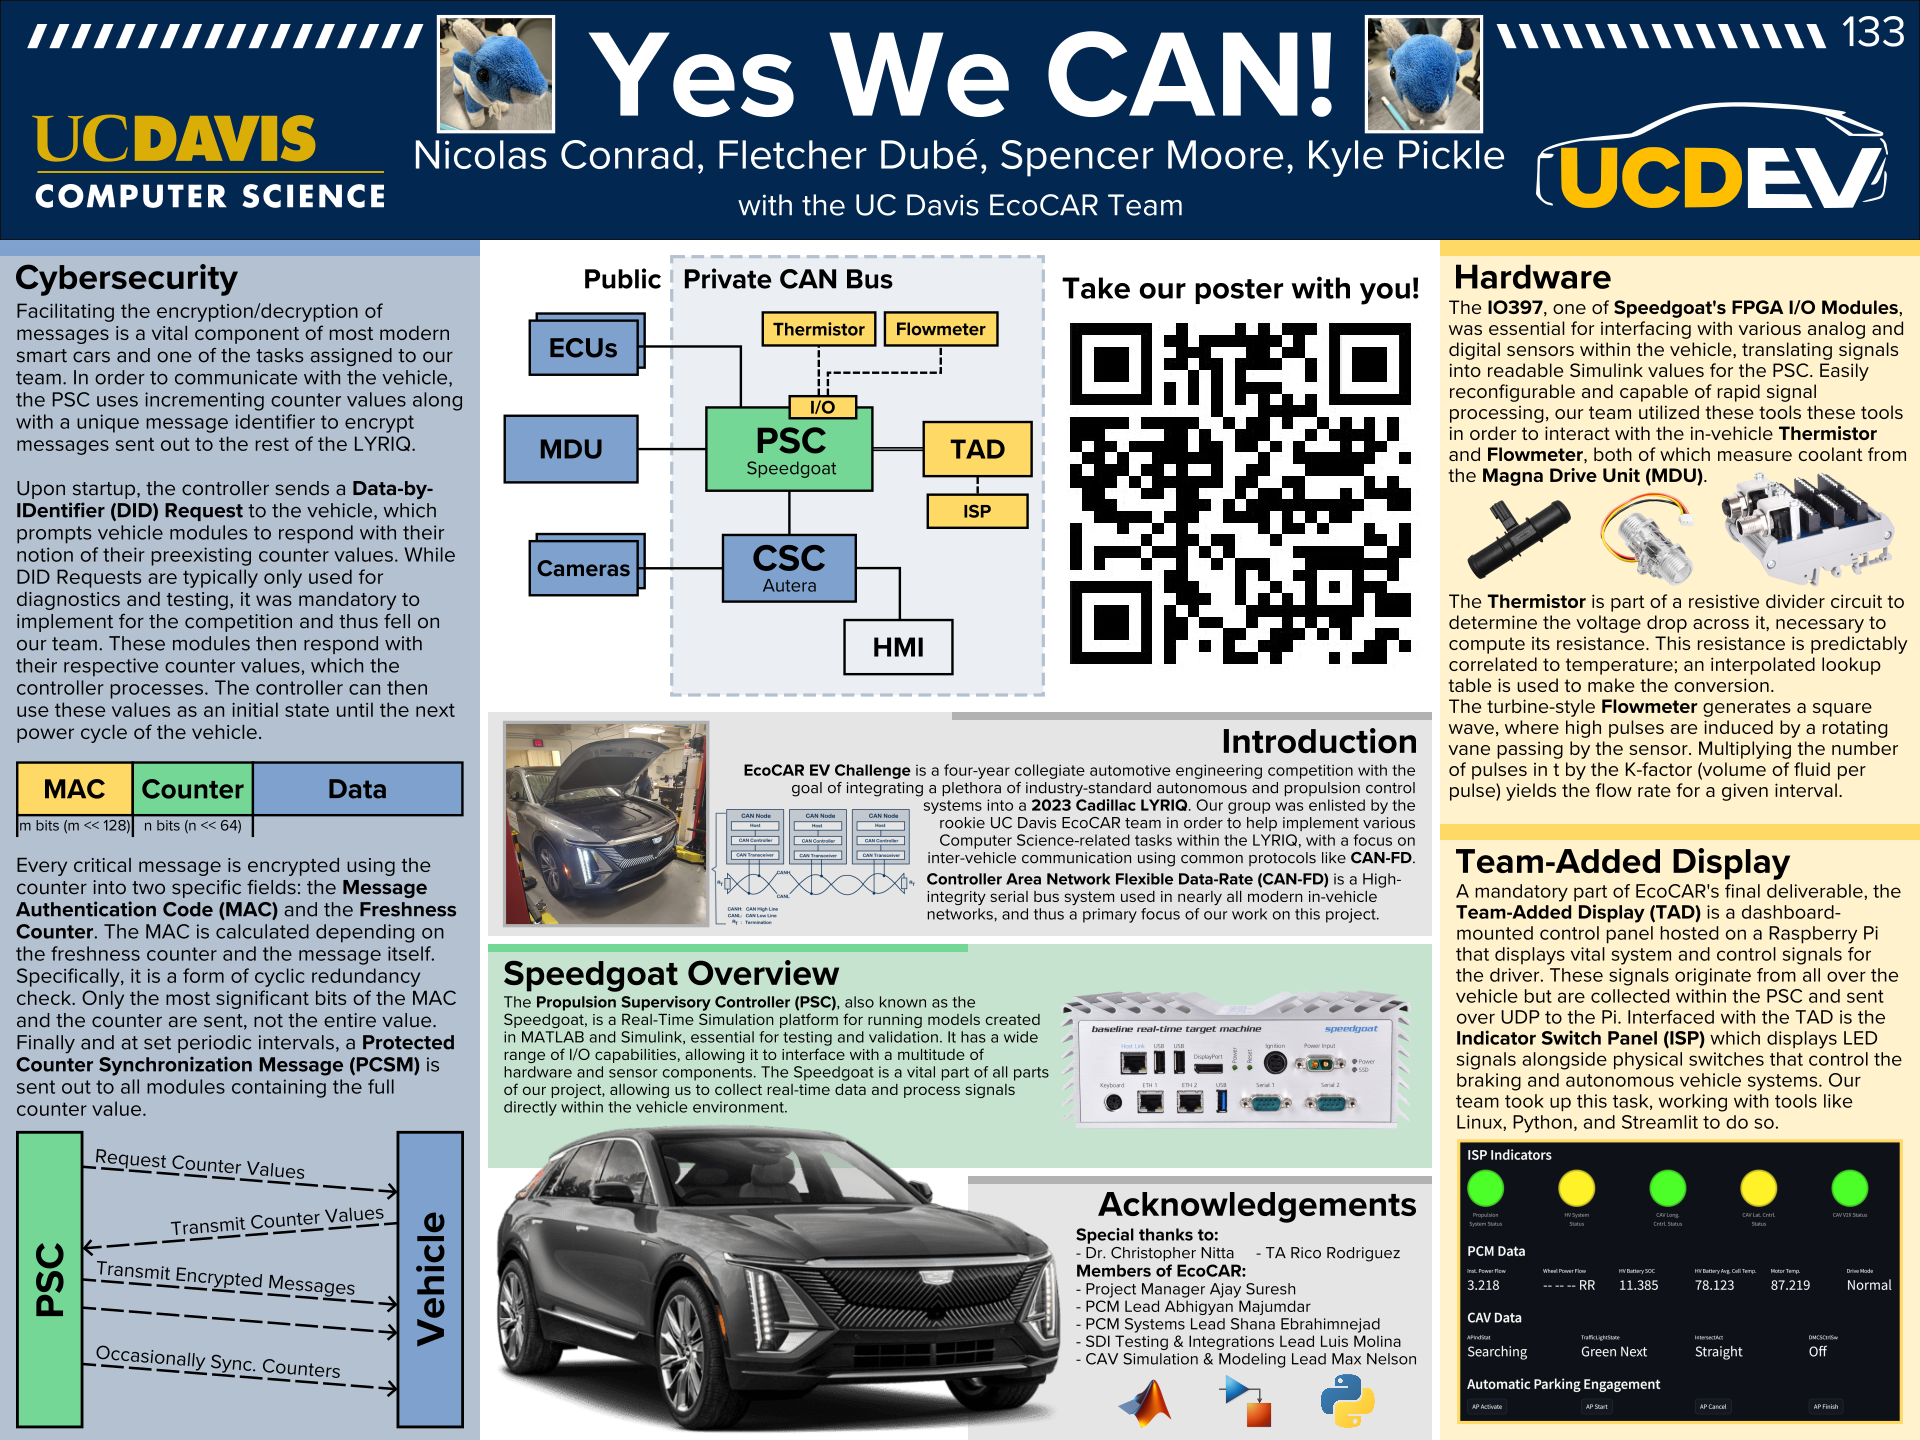 133
Yes We CAN!
UCDAVIS
COMPUTER SCIENCE
Nicolas Conrad, Fletcher Dubé, Spencer Moore, Kyle Pickle
with the UC Davis EcoCAR Team
UCDEV
Cybersecurity
Facilitating the encryption/decryption of
messages is a vital component of most modern
smart cars and one of the tasks assigned to our
team. In order to communicate with the vehicle,
the PSC uses incrementing counter values along
with a unique message identifier to encrypt
messages sent out to the rest of the LYRIQ.
Upon startup, the controller sends a Data-by-
IDentifier (DID) Request to the vehicle, which
prompts vehicle modules to respond with their
notion of their preexisting counter values. While
DID Requests are typically only used for
diagnostics and testing, it was mandatory to
implement for the competition and thus fell on
our team. These modules then respond with
their respective counter values, which the
controller processes. The controller can then
use these values as an initial state until the next
power cycle of the vehicle.
MAC Counter Data
m bits (m << 128) n bits (n << 64)
Every critical message is encrypted using the
counter into two specific fields: the Message
Authentication Code (MAC) and the Freshness
Counter. The MAC is calculated depending on
the freshness counter and the message itself.
Specifically, it is a form of cyclic redundancy
check. Only the most significant bits of the MAC
and the counter are sent, not the entire value.
Finally and at set periodic intervals, a Protected
Counter Synchronization Message (PCSM) is
sent out to all modules containing the full
counter value.
PSC
Request Counter Values
Transmit Counter Values
Transmit Encrypted Messages
Occasionally Sync. Counters
Vehicle
Public Private CAN Bus
ECUs
Thermistor
Flowmeter
I/O
MDU
PSC
Speedgoat
TAD
ISP
Cameras
CSC
Autera
HMI
Take our poster with you!
Introduction
EcoCAR EV Challenge is a four-year collegiate automotive engineering competition with the
goal of integrating a plethora of industry-standard autonomous and propulsion control
systems into a 2023 Cadillac LYRIQ. Our group was enlisted by the
rookie UC Davis EcoCAR team in order to help implement various
Computer Science-related tasks within the LYRIQ, with a focus on
inter-vehicle communication using common protocols like CAN-FD.
Controller Area Network Flexible Data-Rate (CAN-FD) is a High-
integrity serial bus system used in nearly all modern in-vehicle
networks, and thus a primary focus of our work on this project.
CAN Node CAN Node CAN Node
Host Host Host
CAN Controller CAN Controller CAN Controller
CAN Transceiver CAN Transceiver CAN Transceiver
CANH
CANL
CANH: CAN High Line
CANL: CAN Low Line
RT : Termination
Speedgoat Overview
The Propulsion Supervisory Controller (PSC), also known as the
Speedgoat, is a Real-Time Simulation platform for running models created
in MATLAB and Simulink, essential for testing and validation. It has a wide
range of I/O capabilities, allowing it to interface with a multitude of
hardware and sensor components. The Speedgoat is a vital part of all parts
of our project, allowing us to collect real-time data and process signals
directly within the vehicle environment.
baseline real-time target machine speedgoat
Host Link USB USB DisplayPort Power Reset Ignition Power Input
Power
SSD
Keyboard ETH 1 ETH 2 USB Serial 1 Serial 2
Acknowledgements
Special thanks to:
- Dr. Christopher Nitta - TA Rico Rodriguez
Members of EcoCAR:
- Project Manager Ajay Suresh
- PCM Lead Abhigyan Majumdar
- PCM Systems Lead Shana Ebrahimnejad
- SDI Testing & Integrations Lead Luis Molina
- CAV Simulation & Modeling Lead Max Nelson
Hardware
The IO397, one of Speedgoat's FPGA I/O Modules,
was essential for interfacing with various analog and
digital sensors within the vehicle, translating signals
into readable Simulink values for the PSC. Easily
reconfigurable and capable of rapid signal
processing, our team utilized these tools these tools
in order to interact with the in-vehicle Thermistor
and Flowmeter, both of which measure coolant from
the Magna Drive Unit (MDU).
The Thermistor is part of a resistive divider circuit to
determine the voltage drop across it, necessary to
compute its resistance. This resistance is predictably
correlated to temperature; an interpolated lookup
table is used to make the conversion.
The turbine-style Flowmeter generates a square
wave, where high pulses are induced by a rotating
vane passing by the sensor. Multiplying the number
of pulses in t by the K-factor (volume of fluid per
pulse) yields the flow rate for a given interval.
Team-Added Display
A mandatory part of EcoCAR's final deliverable, the
Team-Added Display (TAD) is a dashboard-
mounted control panel hosted on a Raspberry Pi
that displays vital system and control signals for
the driver. These signals originate from all over the
vehicle but are collected within the PSC and sent
over UDP to the Pi. Interfaced with the TAD is the
Indicator Switch Panel (ISP) which displays LED
signals alongside physical switches that control the
braking and autonomous vehicle systems. Our
team took up this task, working with tools like
Linux, Python, and Streamlit to do so.
ISP Indicators
Propulsion HV System CAV Long. CAV Lat. Cntrl. CAV V2X Status
System Status Status Cntrl. Status Status
PCM Data
Inst. Power Flow Wheel Power Flow HV Battery SOC HV Battery Avg. Cell Temp. Motor Temp. Drive Mode
3.218 -- -- -- RR 11.385 78.123 87.219 Normal
CAV Data
APIndStat TrafficLightState IntersectAct DMCSCtrlSw
Searching Green Next Straight Off
Automatic Parking Engagement
AP Activate AP Start AP Cancel AP Finish